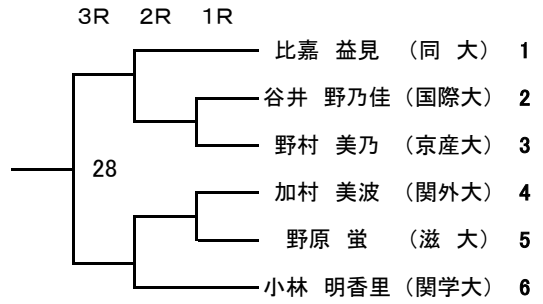 3R 2R 1R
比嘉 益見 （同 大） 1
谷井 野乃佳 （国際大） 2
野村 美乃 （京産大） 3
28
加村 美波 （関外大） 4
野原 蛍 （滋 大） 5
小林 明香里 （関学大） 6